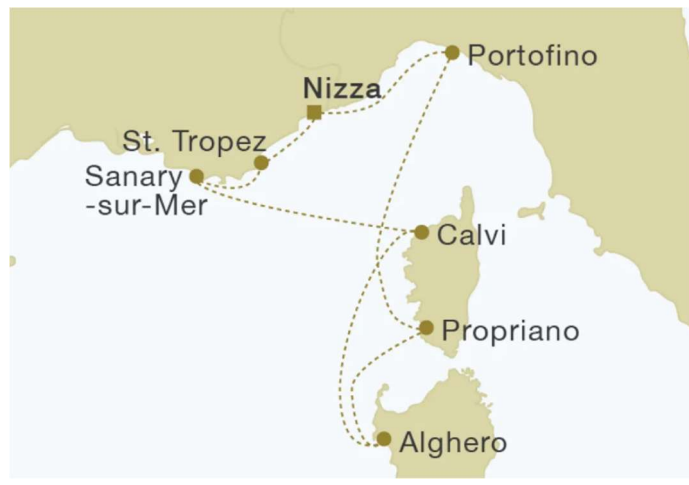 Portofino
Nizza
St. Tropez
Sanary
-sur-Mer
Calvi
Propriano
Alghero